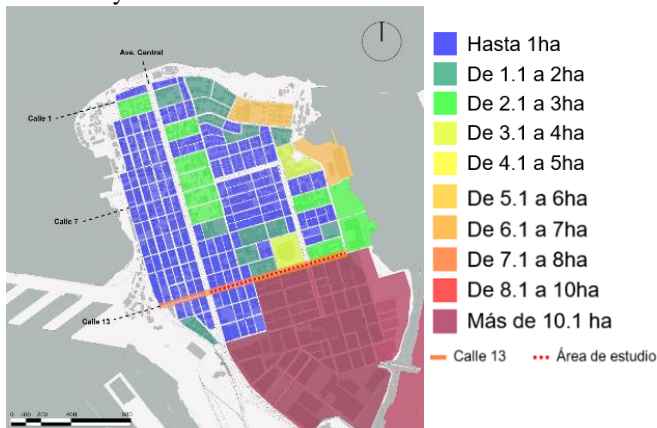 Ave. Central
Calle 1
Calle 7
Calle 13
Hasta 1ha
De 1.1 a 2ha
De 2.1 a 3ha
De 3.1 a 4ha
De 4.1 a 5ha
De 5.1 a 6ha
De 6.1 a 7ha
De 7.1 a 8ha
De 8.1 a 10ha
Más de 10.1 ha
Calle 13
Área de estudio